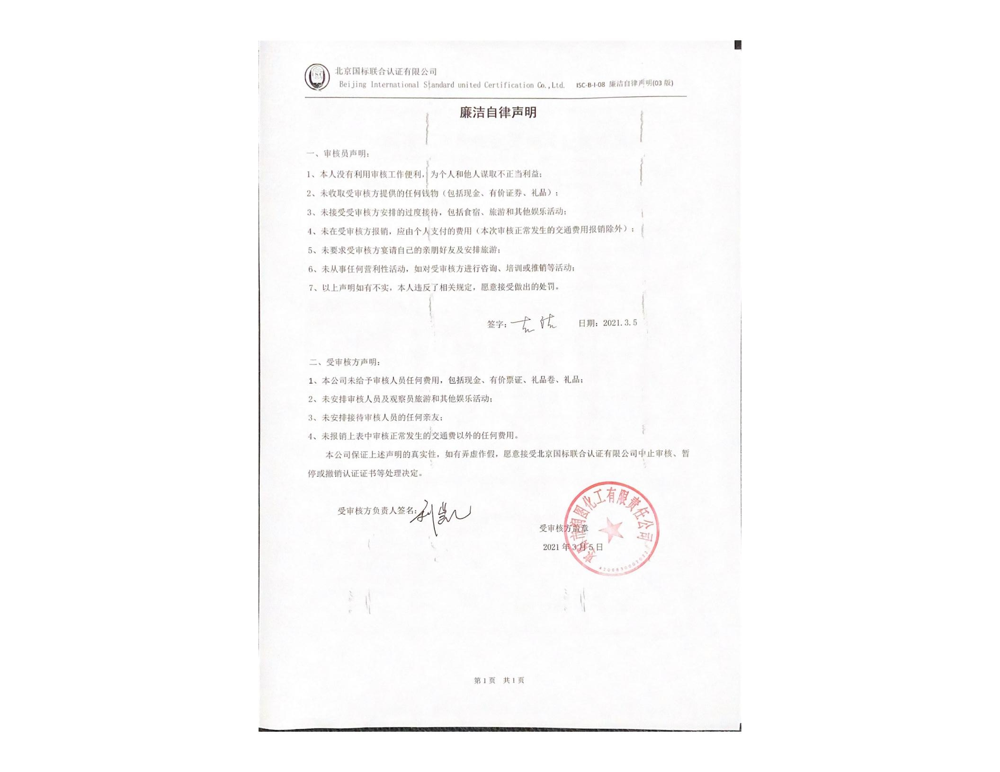 北京国标联合认证有限公司
Beijing International Standard united Certification Co.,Ltd. ISC-B-I-08 廉洁自律声明(03 版)
廉洁自律声明
一、审核员声明：
1、本人没有利用审核工作便利，为个人和他人谋取不正当利益；
2、未收取受审核方提供的任何钱物（包括现金、有价证券、礼品）；
3、未接受受审核方安排的过度接待，包括食宿、旅游和其他娱乐活动；
4、未在受审核方报销，应由个人支付的费用（本次审核正常发生的交通费用报销除外）；
5、未要求受审核方宴请自己的亲朋好友及安排旅游；
6、未从事任何营利性活动，如对受审核方进行咨询、培训或推销等活动；
7、以上声明如有不实，本人违反了相关规定，愿意接受做出的处罚。
签字： 吉洁 日期：2021.3.5
二、受审核方声明：
1、本公司未给予审核人员任何费用，包括现金、有价票证、礼品卷、礼品；
2、未安排审核人员及观察员旅游和其他娱乐活动；
3、未安排接待审核人员的任何亲友；
4、未报销上表中审核正常发生的交通费以外的任何费用。
本公司保证上述声明的真实性，如有弄虚作假，愿意接受北京国标联合认证有限公司中止审核、暂
停或撤销认证证书等处理决定。
受审核方负责人签名：
受审核方盖章
2021 年 3 月 5 日
化工有限责任公司
第 1 页 共 1 页